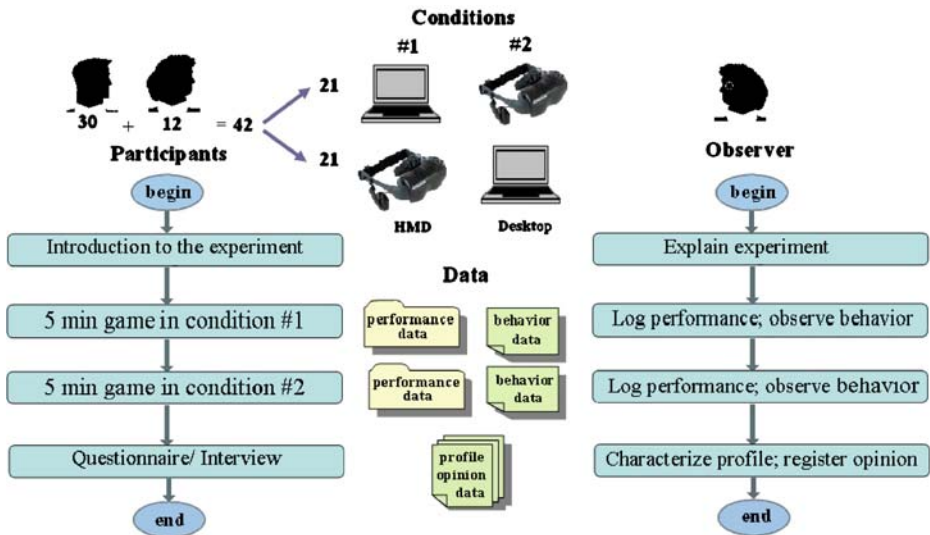 Conditions
#1 #2
21
30 + 12 = 42
21
Participants
Observer
HMD Desktop
begin
Introduction to the experiment
5 min game in condition #1
5 min game in condition #2
Questionnaire/ Interview
end
Data
performance
data
behavior
data
performance
data
behavior
data
profile
opinion
data
begin
Explain experiment
Log performance; observe behavior
Log performance; observe behavior
Characterize profile; register opinion
end